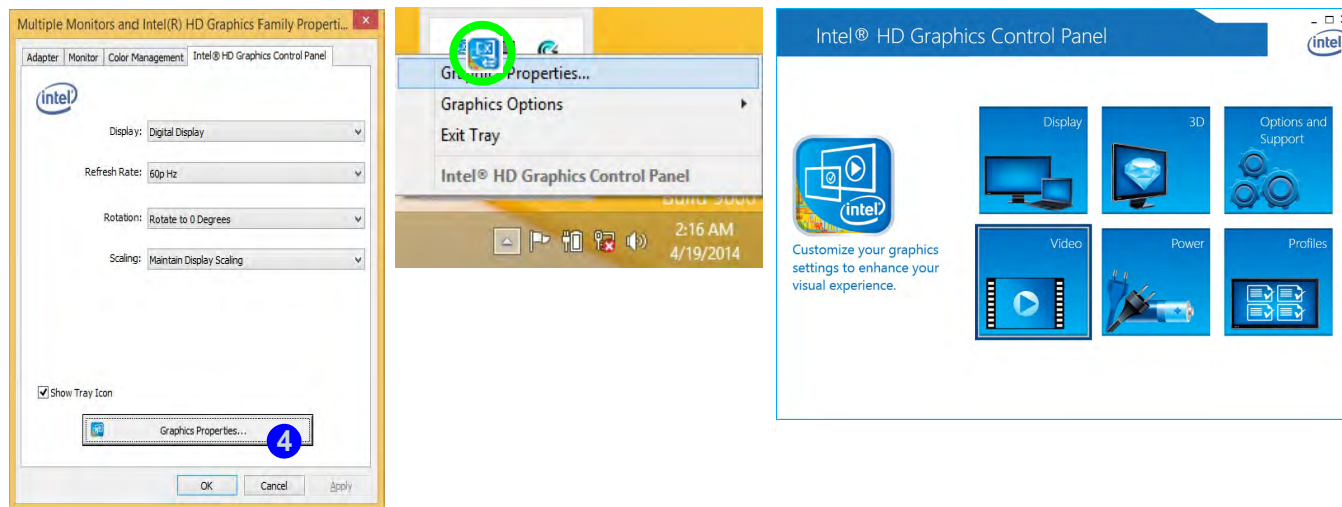 Multiple Monitors and Intel(R) HD Graphics Family Properti...
Adapter Monitor Color Management Intel® HD Graphics Control Panel
intel
Display: Digital Display
Refresh Rate: 60p Hz
Rotation: Rotate to 0 Degrees
Scaling: Maintain Display Scaling
Show Tray Icon
Graphics Properties...
4
OK Cancel Apply
Graphics Properties...
Graphics Options
Exit Tray
Intel® HD Graphics Control Panel
2:16 AM
4/19/2014
Intel® HD Graphics Control Panel
intel
intel
Customize your graphics
settings to enhance your
visual experience.
Display
3D
Options and
Support
Video
Power
Profiles